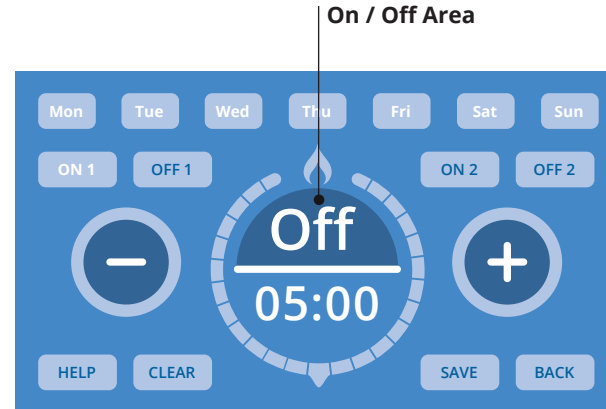 On / Off Area
Mon Tue Wed Thu Fri Sat Sun
ON 1 OFF 1 ON 2 OFF 2
Off
05:00
HELP CLEAR SAVE BACK